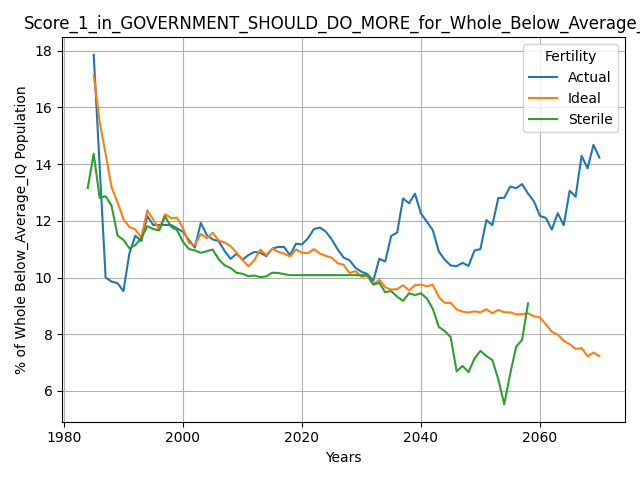 Score_1_in_GOVERNMENT_SHOULD_DO_MORE_for_Whole_Below_Average_
Fertility
Actual
Ideal
Sterile
% of Whole Below_Average_IQ Population
18
16
14
12
10
8
6
1980
2000
2020
2040
2060
Years